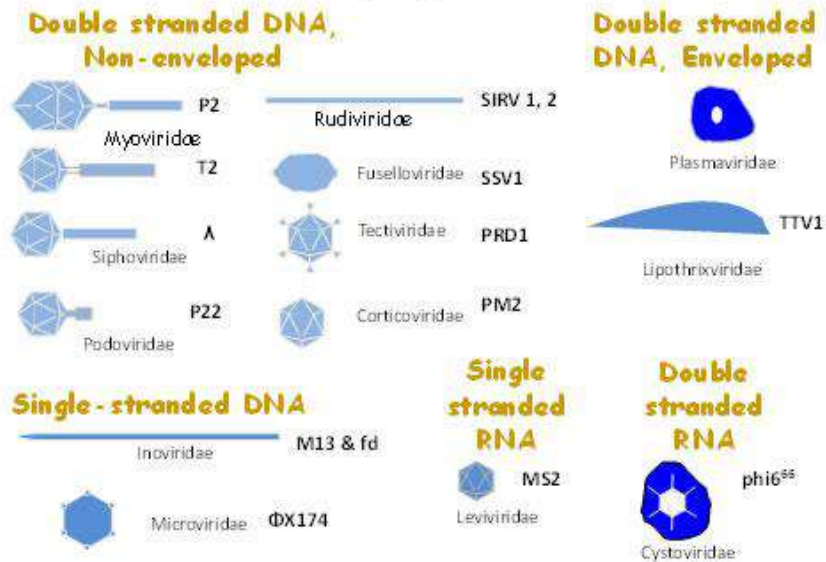 Double stranded DNA,
Non-enveloped
P2
Myoviridae
T2
λ
Siphoviridae
P22
Podoviridae
SIRV 1, 2
Rudiviridae
Fuselloviridae SSV1
Tectiviridae PRD1
Corticoviridae PM2
Double stranded
DNA, Enveloped
Plasmaviridae
TTV1
Lipothrixviridae
Single-stranded DNA
M13 & fd
Inoviridae
Microviridae ΦX174
Single
stranded
RNA
MS2
Leviviridae
Double
stranded
RNA
phi6⁶⁶
Cystoviridae